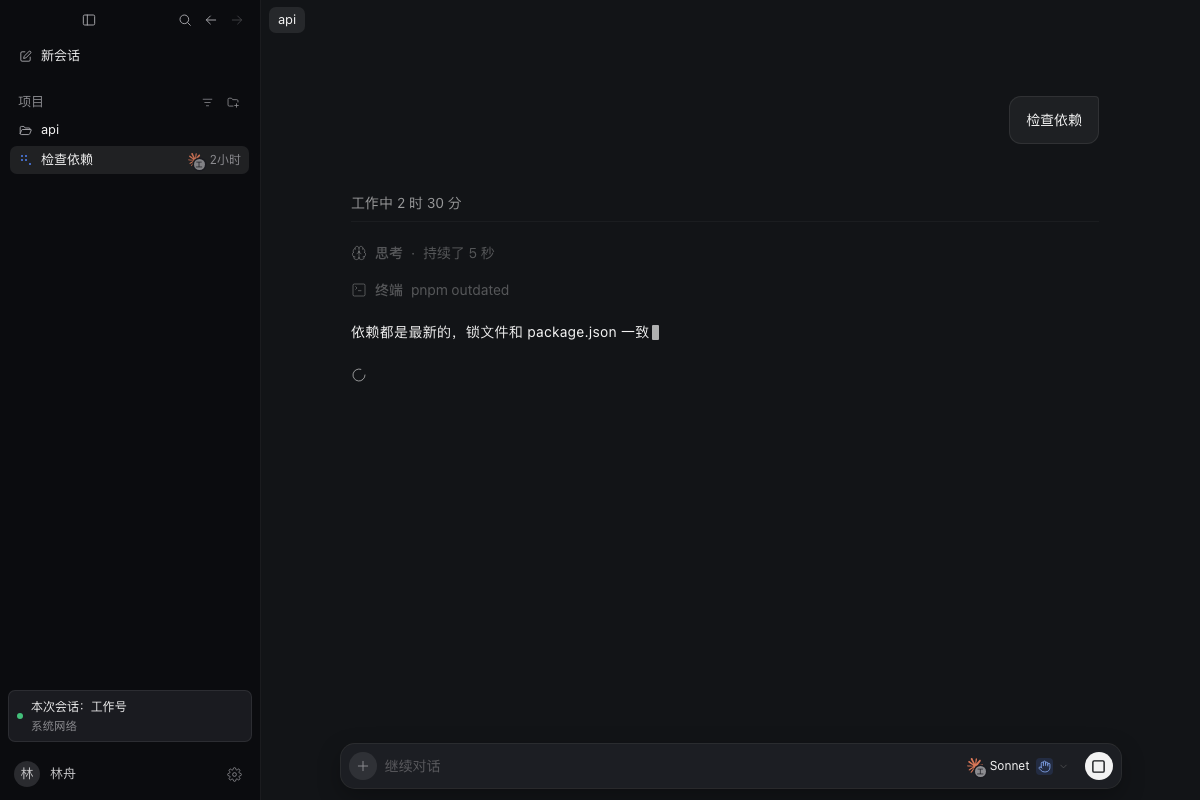 api
新会话
项目
api
检查依赖
工
2小时
检查依赖
工作中 2 时 30 分
思考 · 持续了 5 秒
终端 pnpm outdated
依赖都是最新的，锁文件和 package.json 一致
本次会话：工作号
系统网络
林 林舟
继续对话
工
Sonnet